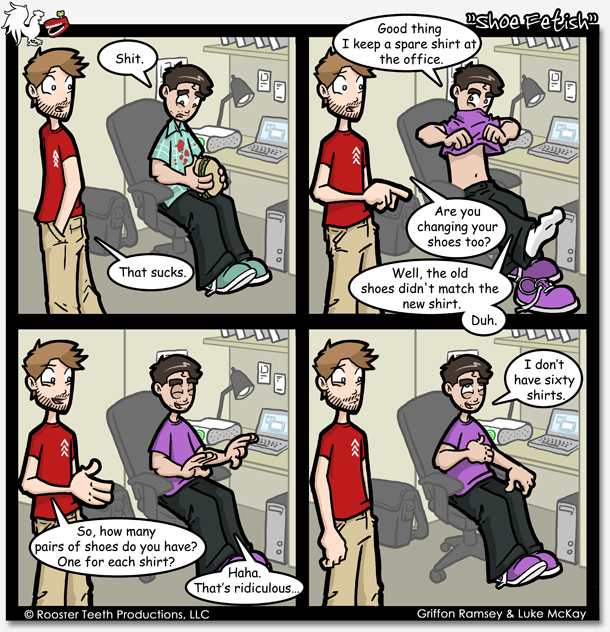 "Shoe Fetish"
Shit.
That sucks.
Good thing
I keep a spare shirt at
the office.
Are you
changing your
shoes too?
Well, the old
shoes didn't match the
new shirt.
Duh.
So, how many
pairs of shoes do you have?
One for each shirt?
Haha.
That's ridiculous...
I don't
have sixty
shirts.
© Rooster Teeth Productions, LLC
Griffon Ramsey & Luke McKay